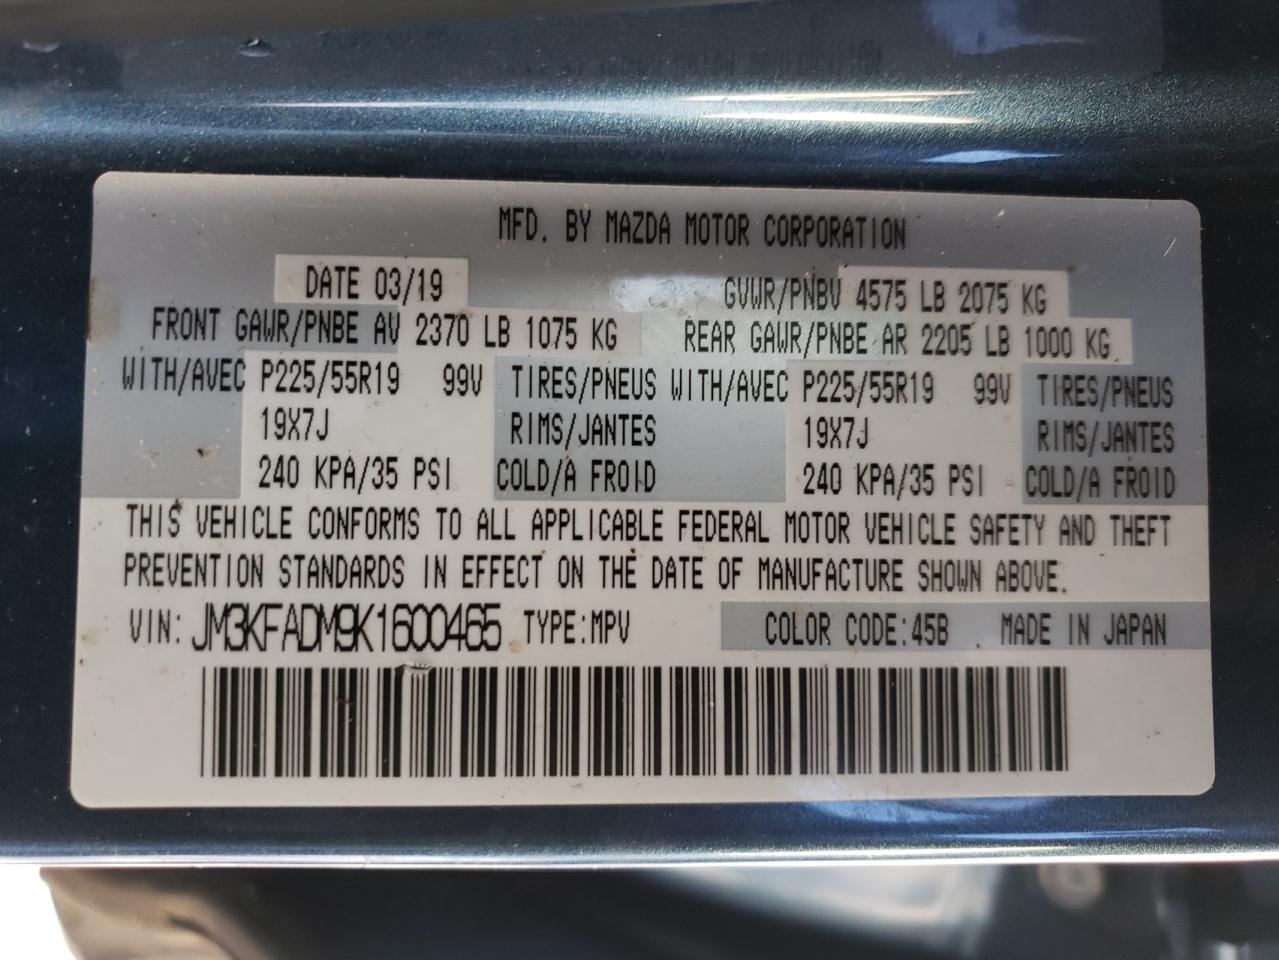 MFD. BY MAZDA MOTOR CORPORATION
DATE 03/19 GVWR/PNBV 4575 LB 2075 KG
FRONT GAWR/PNBE AV 2370 LB 1075 KG REAR GAWR/PNBE AR 2205 LB 1000 KG
WITH/AVEC P225/55R19 99V TIRES/PNEUS WITH/AVEC P225/55R19 99V TIRES/PNEUS
19X7J RIMS/JANTES 19X7J RIMS/JANTES
240 KPA/35 PSI COLD/A FROID 240 KPA/35 PSI COLD/A FROID
THIS VEHICLE CONFORMS TO ALL APPLICABLE FEDERAL MOTOR VEHICLE SAFETY AND THEFT
PREVENTION STANDARDS IN EFFECT ON THE DATE OF MANUFACTURE SHOWN ABOVE.
VIN: JM3KFADM9K1600465 TYPE:MPV COLOR CODE:45B MADE IN JAPAN